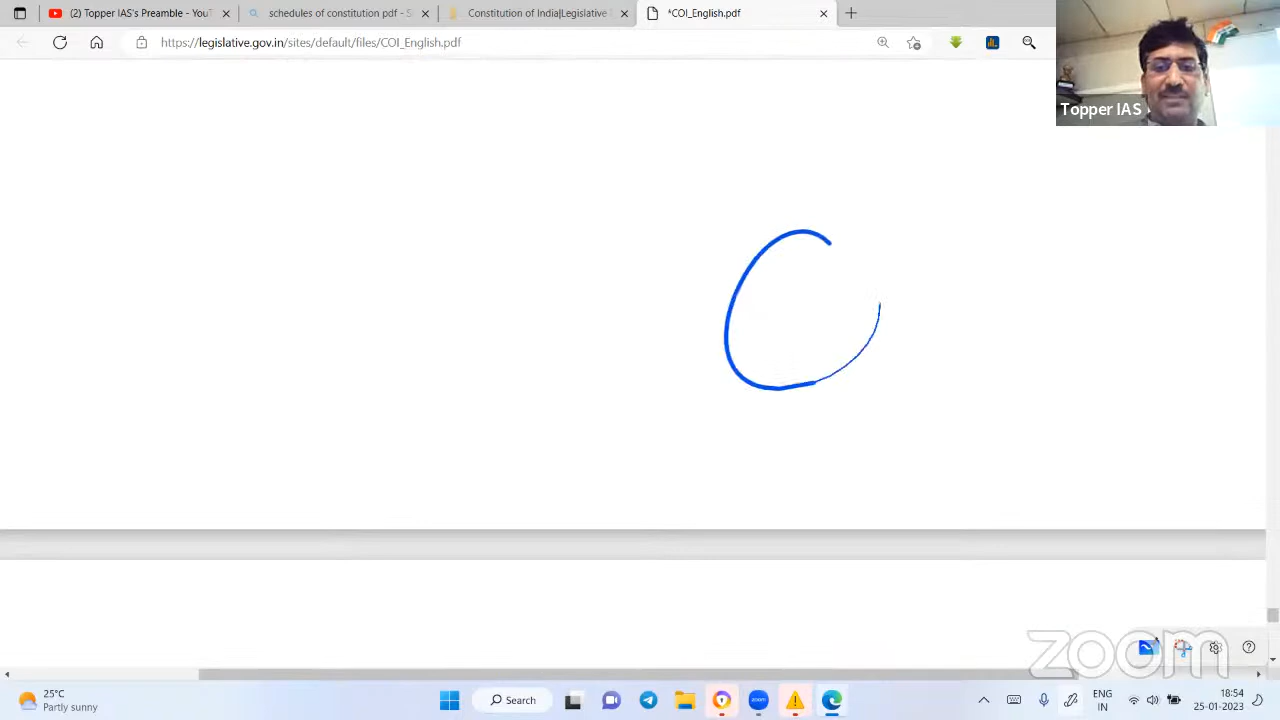 (2) Topper IAS's Preamble - YouT
schedules of constitution pdf - S
Constitution of India|Legislative
*COI_English.pdf
https://legislative.gov.in/sites/default/files/COI_English.pdf
Topper IAS
zoom
25°C
Partly sunny
Search
zoom
ENG
IN
18:54
25-01-2023